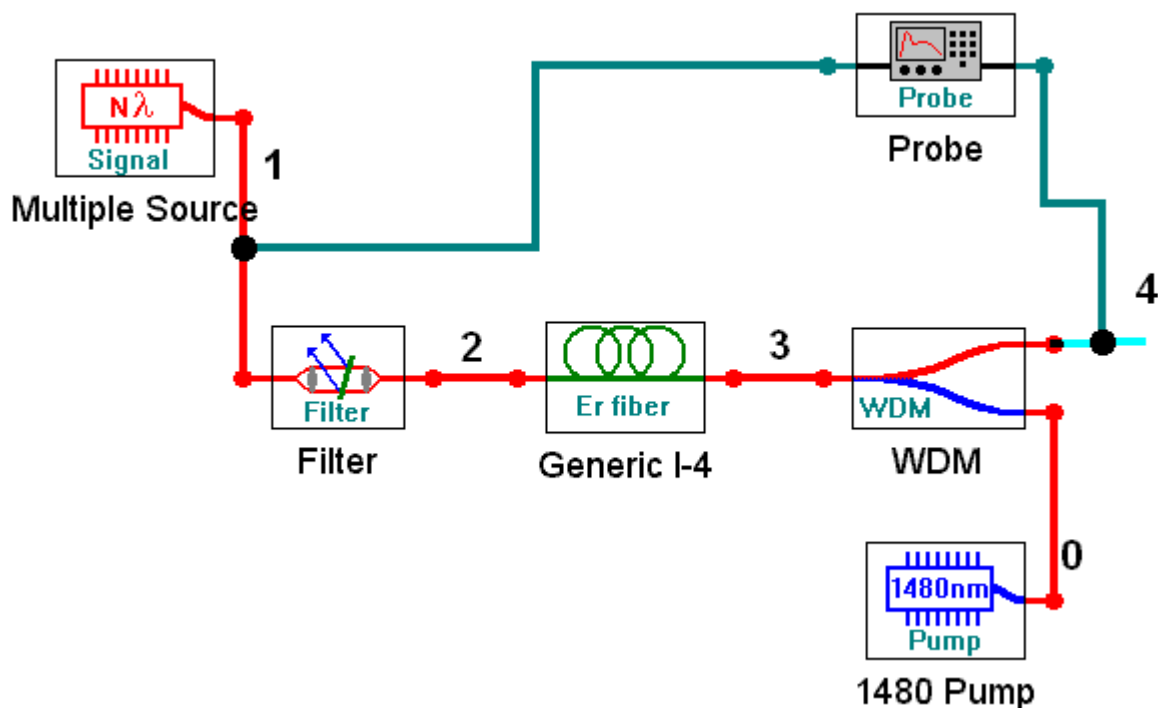 Nλ
Signal
Multiple Source
1
Probe
Probe
Filter
Filter
2
Er fiber
Generic I-4
3
WDM
WDM
4
0
1480nm
Pump
1480 Pump